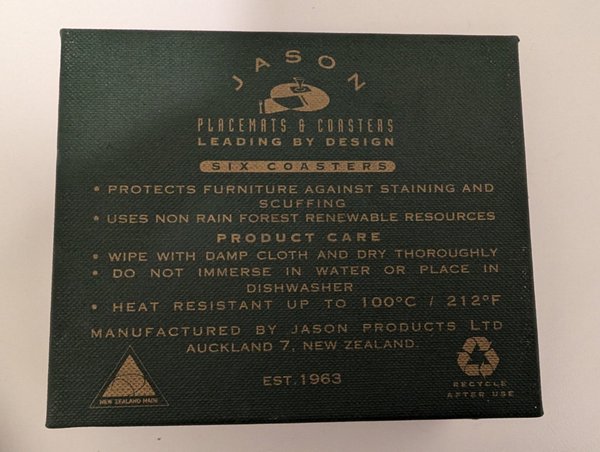 JASON
PLACEMATS & COASTERS
LEADING BY DESIGN
SIX COASTERS
• PROTECTS FURNITURE AGAINST STAINING AND
SCUFFING
• USES NON RAIN FOREST RENEWABLE RESOURCES
PRODUCT CARE
• WIPE WITH DAMP CLOTH AND DRY THOROUGHLY
• DO NOT IMMERSE IN WATER OR PLACE IN
DISHWASHER
• HEAT RESISTANT UP TO 100°C / 212°F
MANUFACTURED BY JASON PRODUCTS LTD
AUCKLAND 7, NEW ZEALAND.
NEW ZEALAND MADE
EST.1963
RECYCLE
AFTER USE